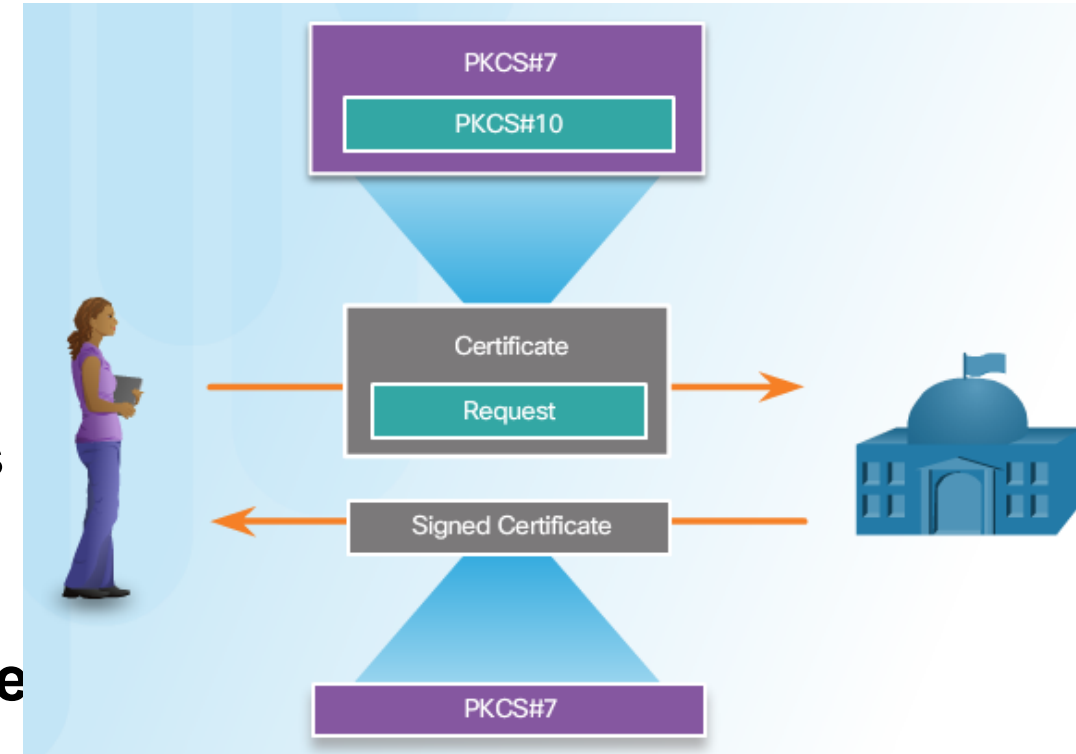 PKCS#7
PKCS#10
Certificate
Request
s
Signed Certificate
e
PKCS#7